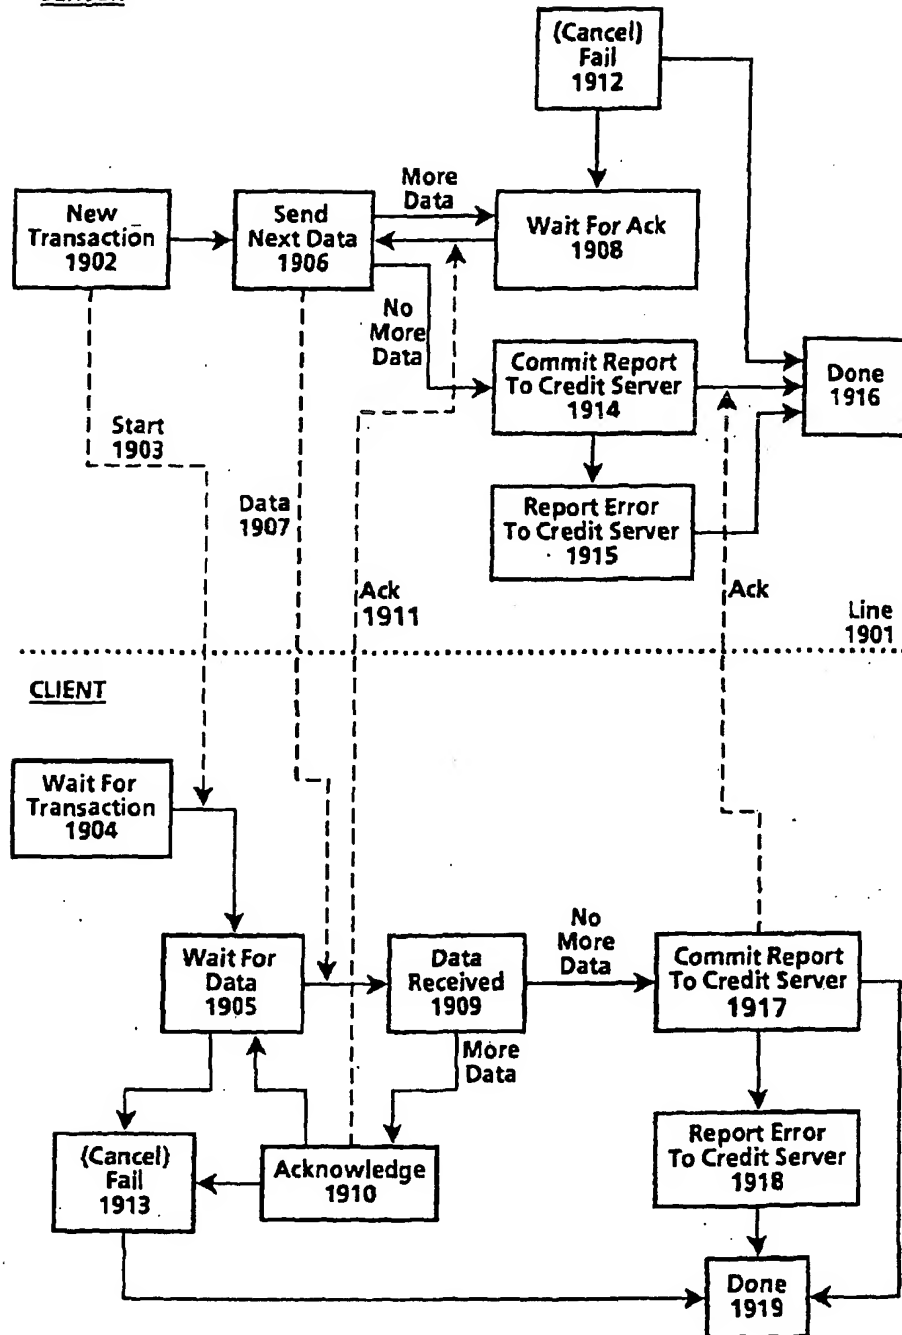 (Cancel)
Fail
1912
More
Data
New
Transaction
1902
Send
Next Data
1906
Wait For Ack
1908
No
More
Data
Commit Report
To Credit Server
1914
Done
1916
Start
1903
Data
1907
Report Error
To Credit Server
1915
Ack
1911
Ack
Line
1901
CLIENT
Wait For
Transaction
1904
No
More
Data
Wait For
Data
1905
Data
Received
1909
Commit Report
To Credit Server
1917
More
Data
(Cancel)
Fail
1913
Acknowledge
1910
Report Error
To Credit Server
1918
Done
1919